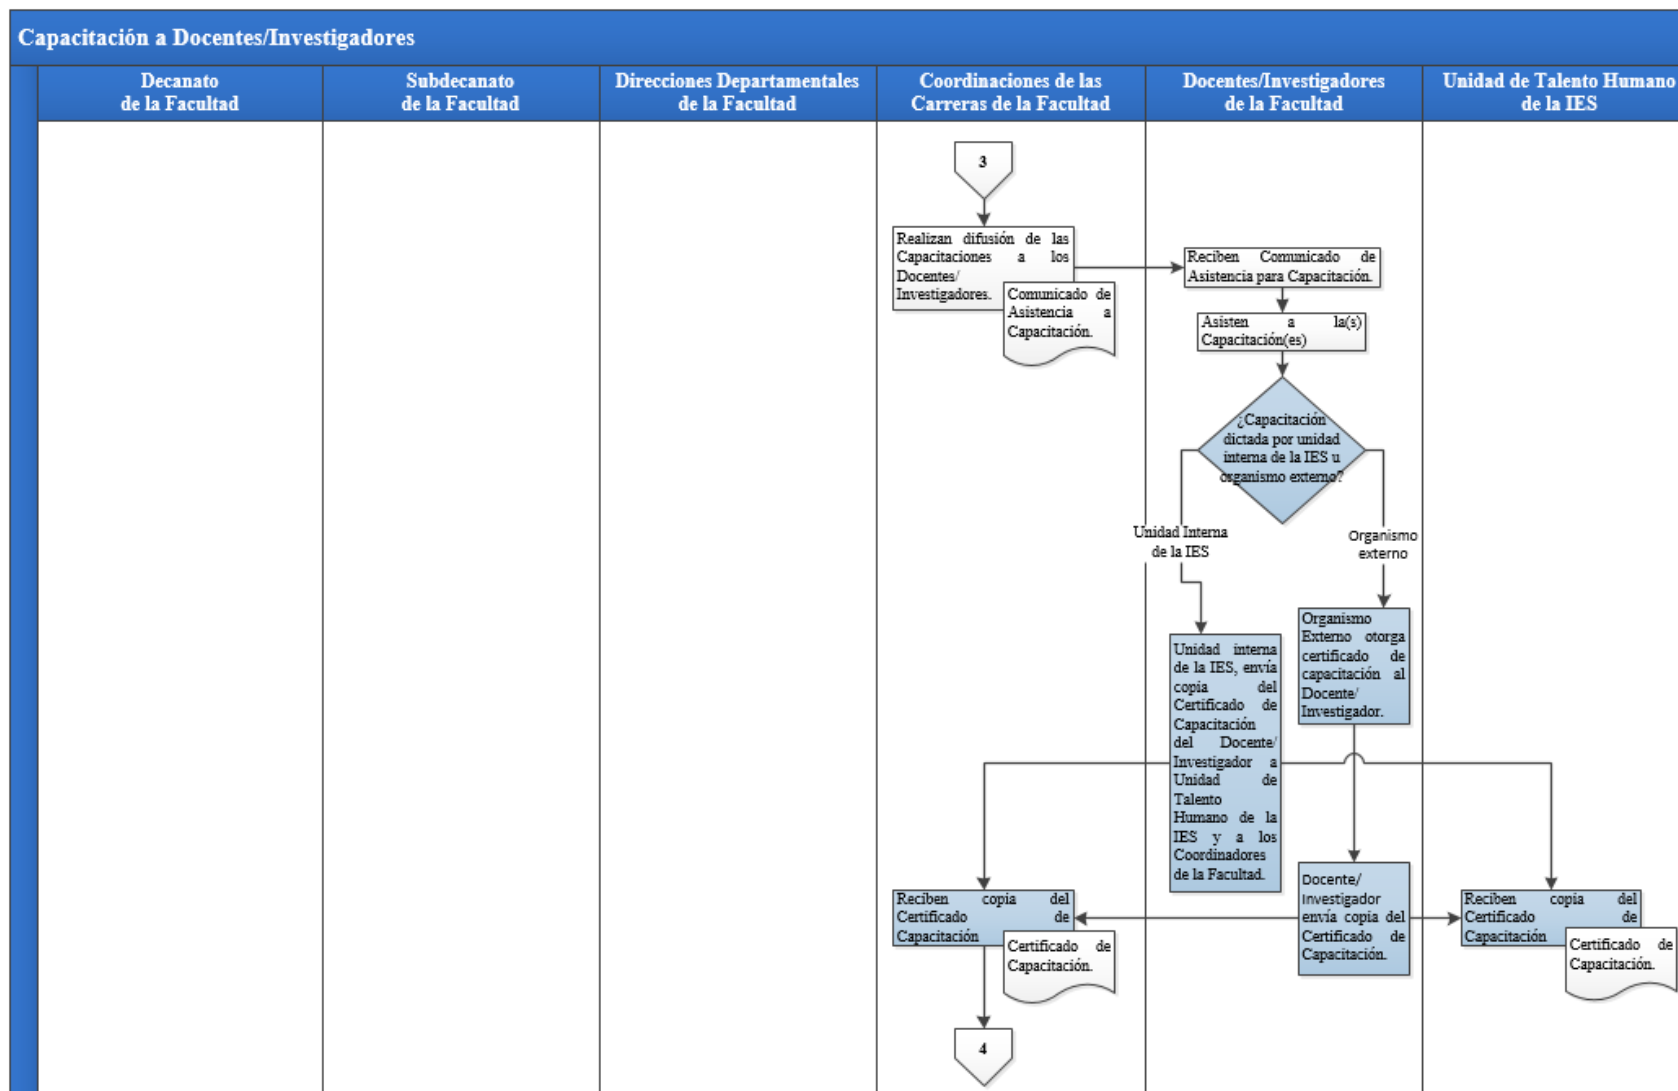 Capacitación a Docentes/Investigadores
Decanato
de la Facultad
Subdecanato
de la Facultad
Direcciones Departamentales
de la Facultad
Coordinaciones de las
Carreras de la Facultad
Docentes/Investigadores
de la Facultad
Unidad de Talento Humano
de la IES
3
Realizan difusión de las
Capacitaciones a los
Docentes/
Investigadores.
Comunicado de
Asistencia a
Capacitación.
Reciben Comunicado de
Asistencia para Capacitación.
Asisten a la(s)
Capacitación(es)
¿Capacitación
dictada por unidad
interna de la IES u
organismo externo?
Unidad Interna
de la IES
Organismo
externo
Unidad interna
de la IES, envía
copia del
Certificado de
Capacitación
del Docente/
Investigador a
Unidad de
Talento
Humano de la
IES y a los
Coordinadores
de la Facultad.
Organismo
Externo otorga
certificado de
capacitación al
Docente/
Investigador.
Docente/
Investigador
envía copia del
Certificado de
Capacitación.
Reciben copia del
Certificado de
Capacitación
Certificado de
Capacitación.
Reciben copia del
Certificado de
Capacitación
Certificado de
Capacitación.
4